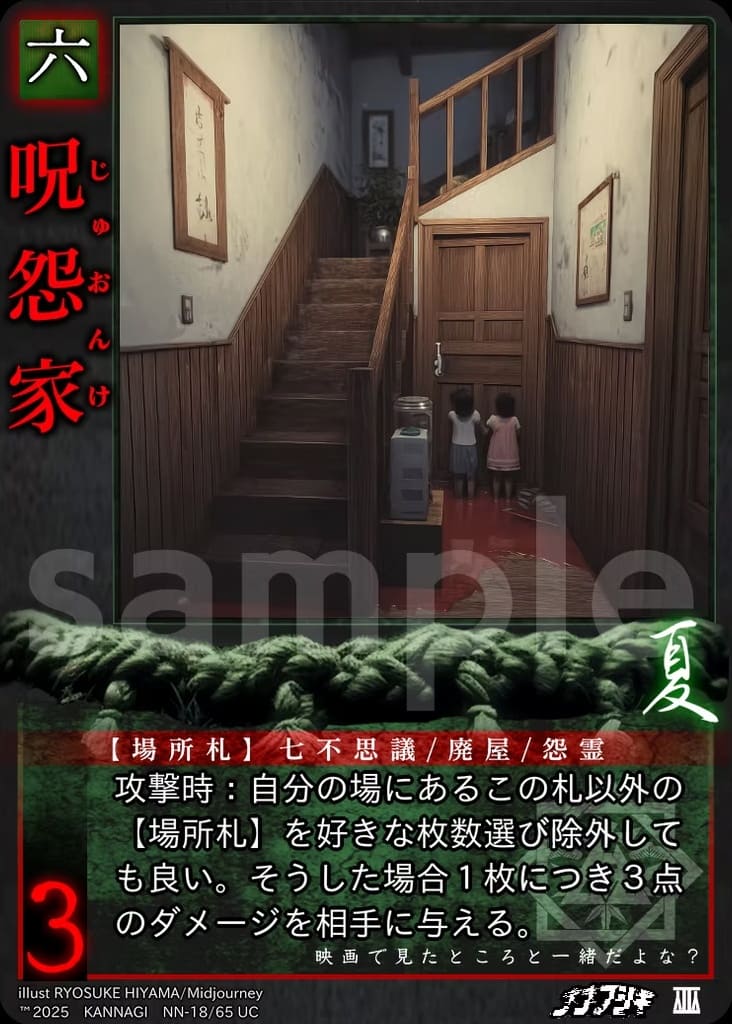 六
呪怨家
じゅおんけ
sample
夏
【場所札】七不思議/廃屋/怨霊
攻撃時：自分の場にあるこの札以外の
【場所札】を好きな枚数選び除外して
も良い。そうした場合１枚につき３点
のダメージを相手に与える。
映画で見たところと一緒だよな？
3
illust RYOSUKE HIYAMA/Midjourney
™2025 KANNAGI NN-18/65 UC
ナナフシギ